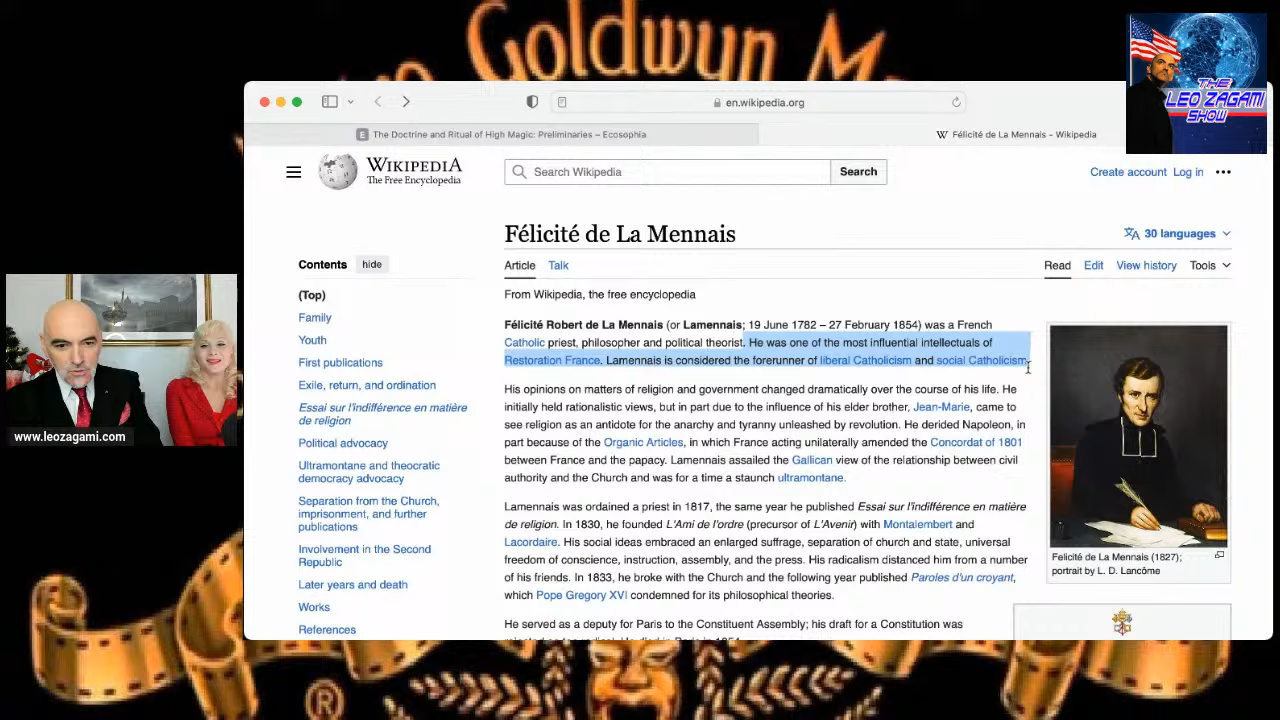 Goldwyn M
THE
LEO ZAGAMI
SHOW
en.wikipedia.org
E The Doctrine and Ritual of High Magic: Preliminaries – Ecosophia
W Félicité de La Mennais - Wikipedia
WIKIPEDIA
The Free Encyclopedia
Search Wikipedia
Search
Create account Log in
Félicité de La Mennais
30 languages
Contents hide
Article Talk
Read Edit View history Tools
(Top)
Family
Youth
First publications
Exile, return, and ordination
Essai sur l'indifférence en matière
de religion
Political advocacy
Ultramontane and theocratic
democracy advocacy
Separation from the Church,
imprisonment, and further
publications
Involvement in the Second
Republic
Later years and death
Works
References
From Wikipedia, the free encyclopedia
Félicité Robert de La Mennais (or Lamennais; 19 June 1782 – 27 February 1854) was a French
Catholic priest, philosopher and political theorist. He was one of the most influential intellectuals of
Restoration France. Lamennais is considered the forerunner of liberal Catholicism and social Catholicism.
His opinions on matters of religion and government changed dramatically over the course of his life. He
initially held rationalistic views, but in part due to the influence of his elder brother, Jean-Marie, came to
see religion as an antidote for the anarchy and tyranny unleashed by revolution. He derided Napoleon, in
part because of the Organic Articles, in which France acting unilaterally amended the Concordat of 1801
between France and the papacy. Lamennais assailed the Gallican view of the relationship between civil
authority and the Church and was for a time a staunch ultramontane.
Lamennais was ordained a priest in 1817, the same year he published Essai sur l'indifférence en matière
de religion. In 1830, he founded L'Ami de l'ordre (precursor of L'Avenir) with Montalembert and
Lacordaire. His social ideas embraced an enlarged suffrage, separation of church and state, universal
freedom of conscience, instruction, assembly, and the press. His radicalism distanced him from a number
of his friends. In 1833, he broke with the Church and the following year published Paroles d'un croyant,
which Pope Gregory XVI condemned for its philosophical theories.
He served as a deputy for Paris to the Constituent Assembly; his draft for a Constitution was
Félicité de La Mennais (1827);
portrait by L. D. Lancôme
www.leozagami.com
®